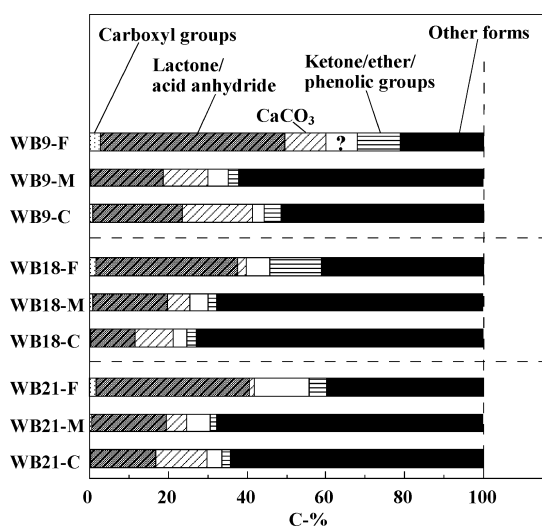 Carboxyl groups
Other forms
Lactone/
acid anhydride
Ketone/ether/
phenolic groups
CaCO₃
WB9-F
?
WB9-M
WB9-C
WB18-F
WB18-M
WB18-C
WB21-F
WB21-M
WB21-C
0 20 40 60 80 100 120
C-%